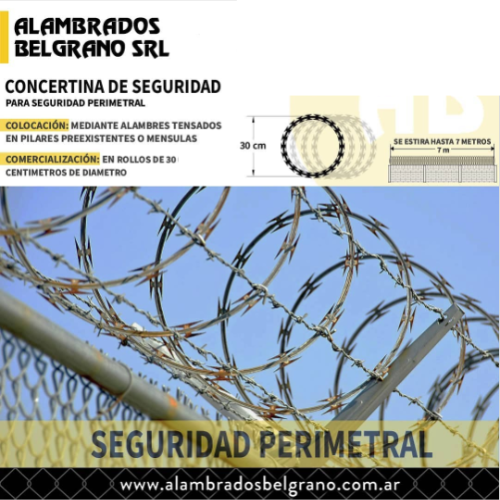 ALAMBRADOS
BELGRANO SRL
CONCERTINA DE SEGURIDAD
PARA SEGURIDAD PERIMETRAL
COLOCACIÓN: MEDIANTE ALAMBRES TENSADOS
EN PILARES PREEXISTENTES O MENSULAS
COMERCIALIZACIÓN: EN ROLLOS DE 30
CENTIMETROS DE DIAMETRO
30 cm
SE ESTIRA HASTA 7 METROS
7 m
SEGURIDAD PERIMETRAL
www.alambradosbelgrano.com.ar